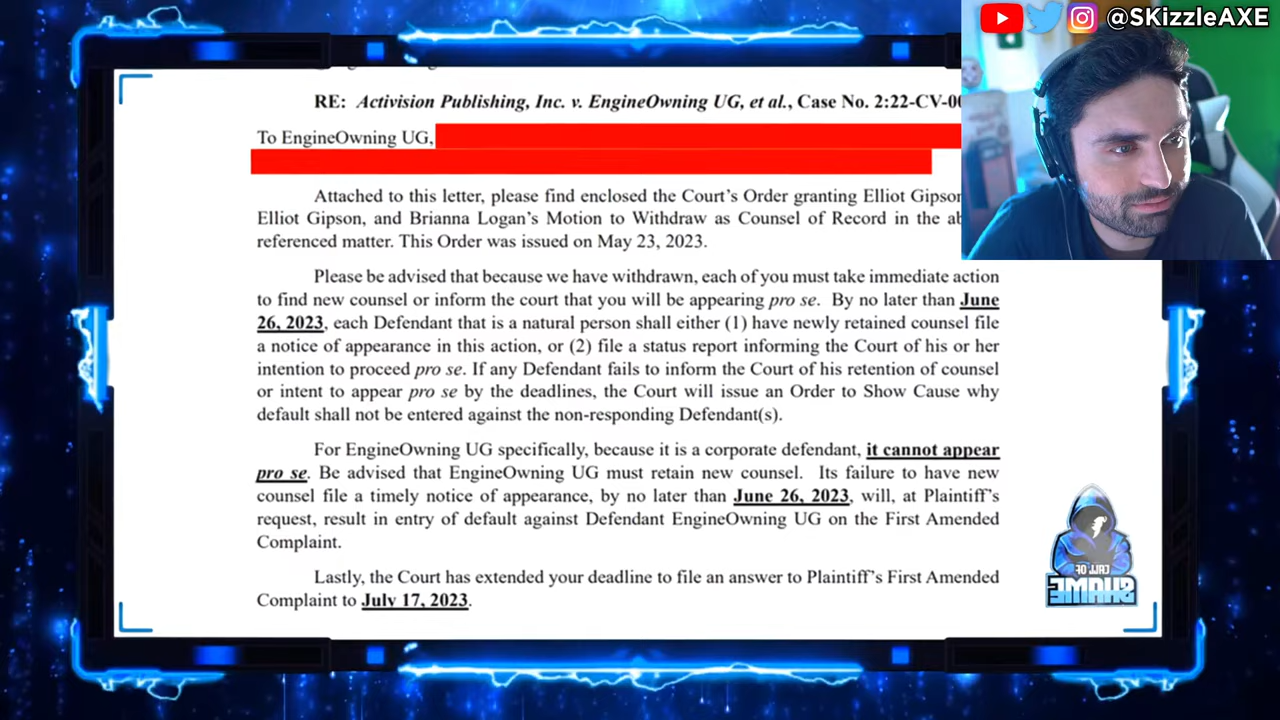 @SKizzleAXE
RE: Activision Publishing, Inc. v. EngineOwning UG, et al., Case No. 2:22-CV-00
To EngineOwning UG,
Attached to this letter, please find enclosed the Court's Order granting Elliot Gipson
Elliot Gipson, and Brianna Logan's Motion to Withdraw as Counsel of Record in the ab
referenced matter. This Order was issued on May 23, 2023.
Please be advised that because we have withdrawn, each of you must take immediate action
to find new counsel or inform the court that you will be appearing pro se. By no later than June
26, 2023, each Defendant that is a natural person shall either (1) have newly retained counsel file
a notice of appearance in this action, or (2) file a status report informing the Court of his or her
intention to proceed pro se. If any Defendant fails to inform the Court of his retention of counsel
or intent to appear pro se by the deadlines, the Court will issue an Order to Show Cause why
default shall not be entered against the non-responding Defendant(s).
For EngineOwning UG specifically, because it is a corporate defendant, it cannot appear
pro se. Be advised that EngineOwning UG must retain new counsel. Its failure to have new
counsel file a timely notice of appearance, by no later than June 26, 2023, will, at Plaintiff's
request, result in entry of default against Defendant EngineOwning UG on the First Amended
Complaint.
Lastly, the Court has extended your deadline to file an answer to Plaintiff's First Amended
Complaint to July 17, 2023.
CALL OF
SHAME